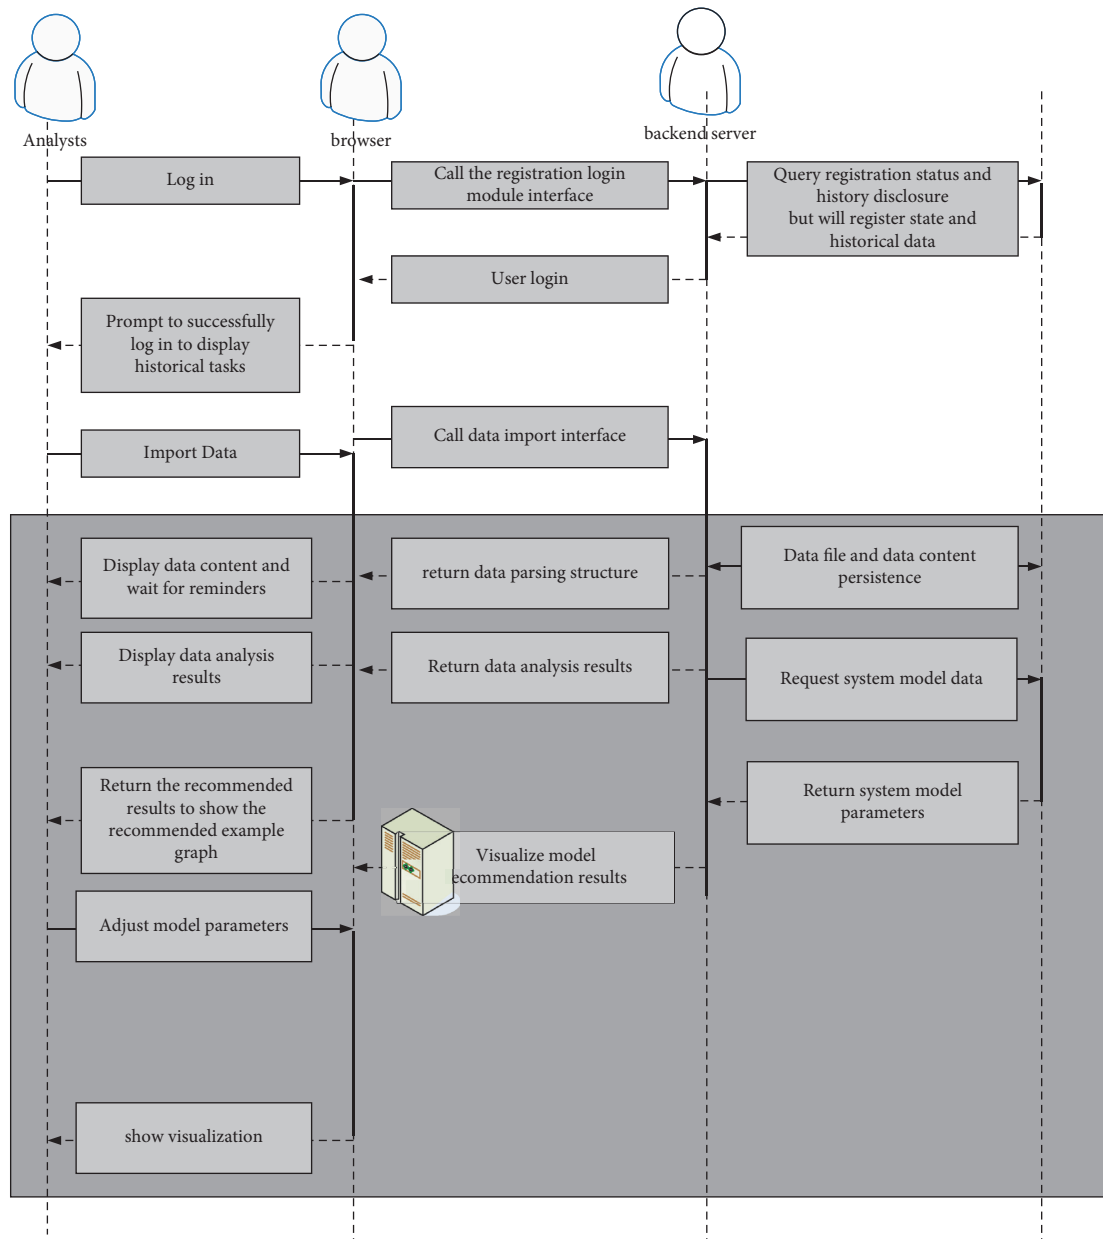 Analysts
browser
backend server
Log in
Call the registration login
module interface
Query registration status and
history disclosure
but will register state and
historical data
User login
Prompt to successfully
log in to display
historical tasks
Import Data
Call data import interface
Display data content and
wait for reminders
return data parsing structure
Data file and data content
persistence
Display data analysis
results
Return data analysis results
Request system model data
Return the recommended
results to show the
recommended example
graph
Return system model
parameters
Visualize model
ecommendation results
Adjust model parameters
show visualization